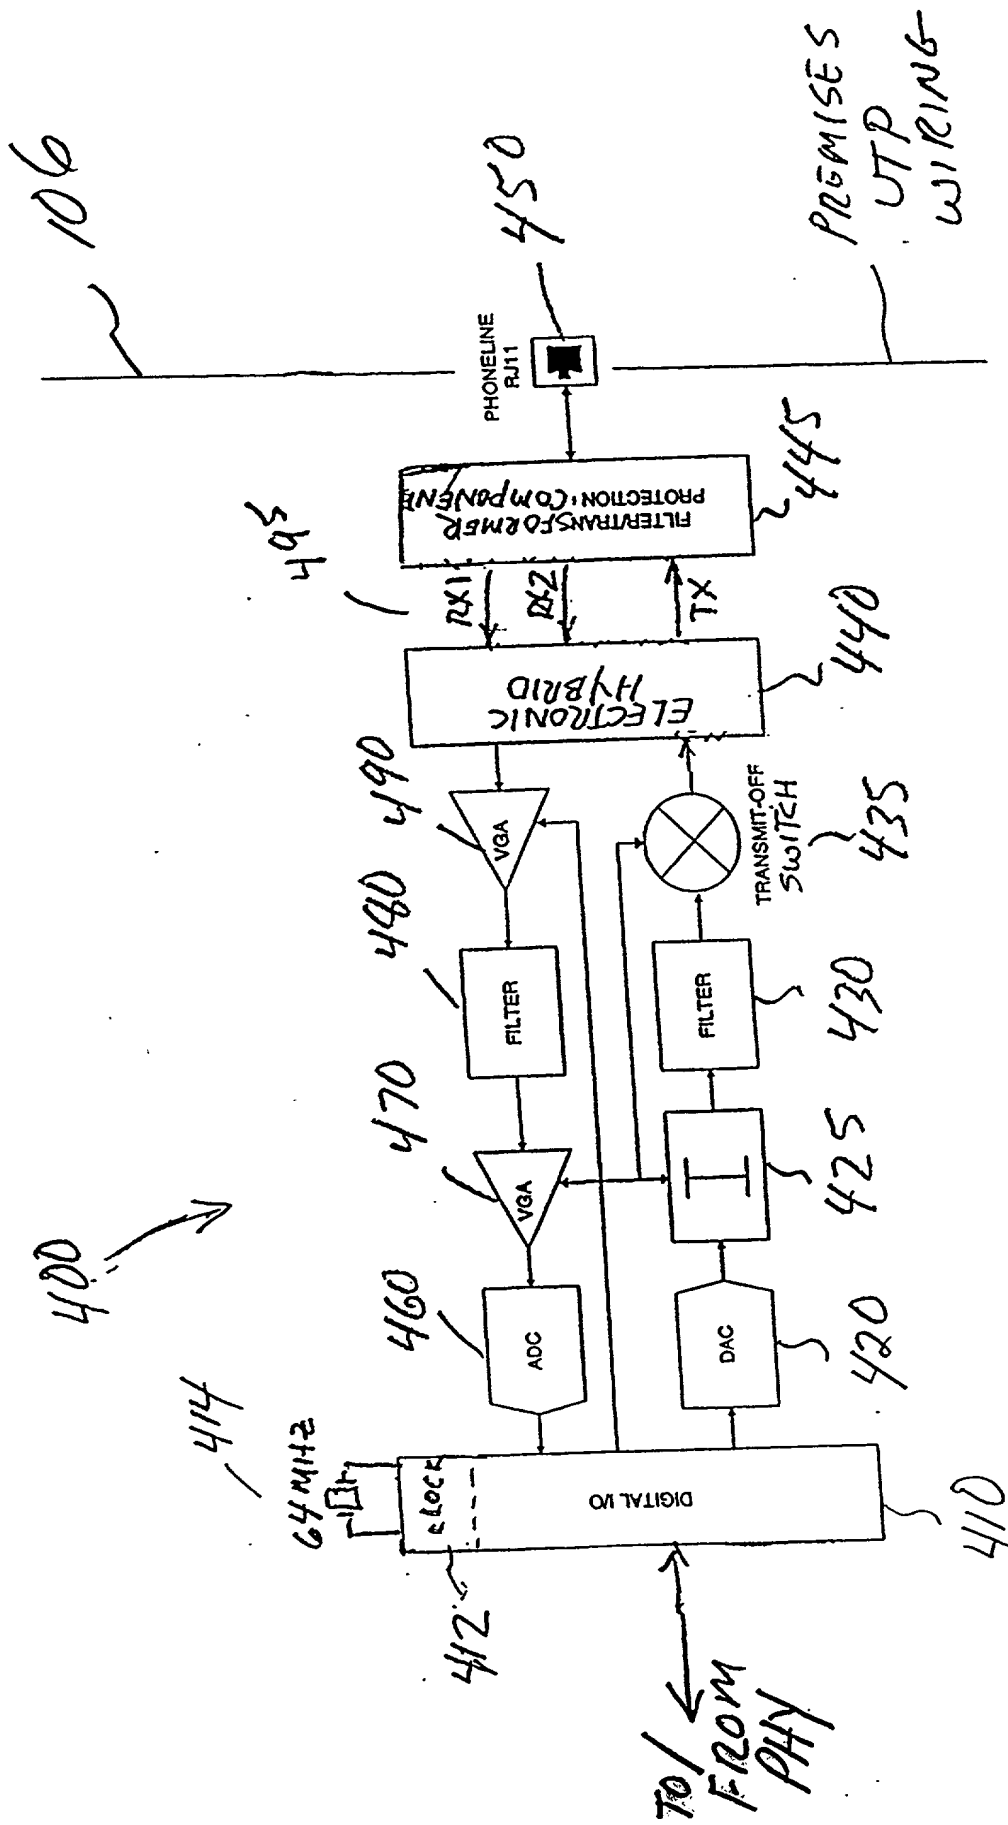 400
106
414
64 MHZ
CLOCK
412
DIGITAL I/O
410
TO/
FROM
PHY
460
ADC
470
VGA
480
FILTER
490
VGA
495
RX1
RX2
TX
ELECTRONIC
HYBRID
440
FILTER/TRANSFORMER
PROTECTION: COMPONENT
445
PHONELINE
RJ11
450
DAC
420
425
FILTER
430
TRANSMIT-OFF
SWITCH
435
PREMISES
UTP
WIRING